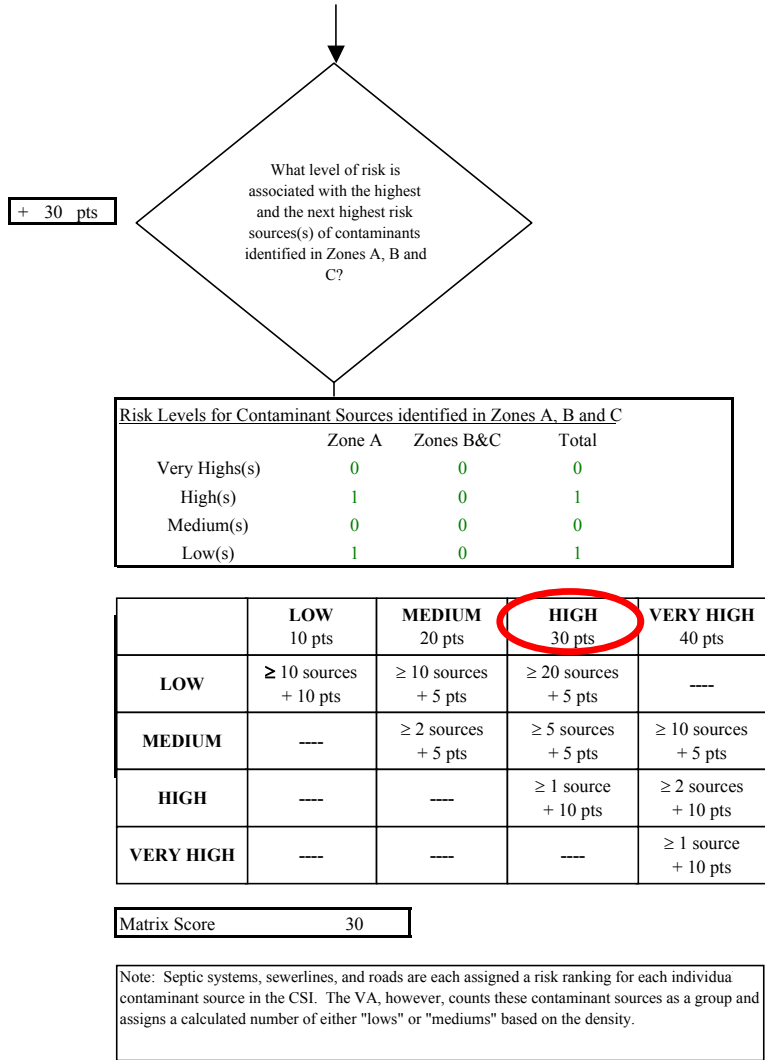 What level of risk is
associated with the highest
and the next highest risk
sources(s) of contaminants
identified in Zones A, B and
C?
+ 30 pts
Risk Levels for Contaminant Sources identified in Zones A, B and C
Zone A Zones B&C Total
Very Highs(s) 0 0 0
High(s) 1 0 1
Medium(s) 0 0 0
Low(s) 1 0 1
LOW MEDIUM HIGH VERY HIGH
10 pts 20 pts 30 pts 40 pts
LOW ≥ 10 sources ≥ 10 sources ≥ 20 sources ----
+ 10 pts + 5 pts + 5 pts
MEDIUM ---- ≥ 2 sources ≥ 5 sources ≥ 10 sources
+ 5 pts + 5 pts + 5 pts
HIGH ---- ---- ≥ 1 source ≥ 2 sources
+ 10 pts + 10 pts
VERY HIGH ---- ---- ---- ≥ 1 source
+ 10 pts
Matrix Score 30
Note: Septic systems, sewerlines, and roads are each assigned a risk ranking for each individua
contaminant source in the CSI. The VA, however, counts these contaminant sources as a group and
assigns a calculated number of either "lows" or "mediums" based on the density.